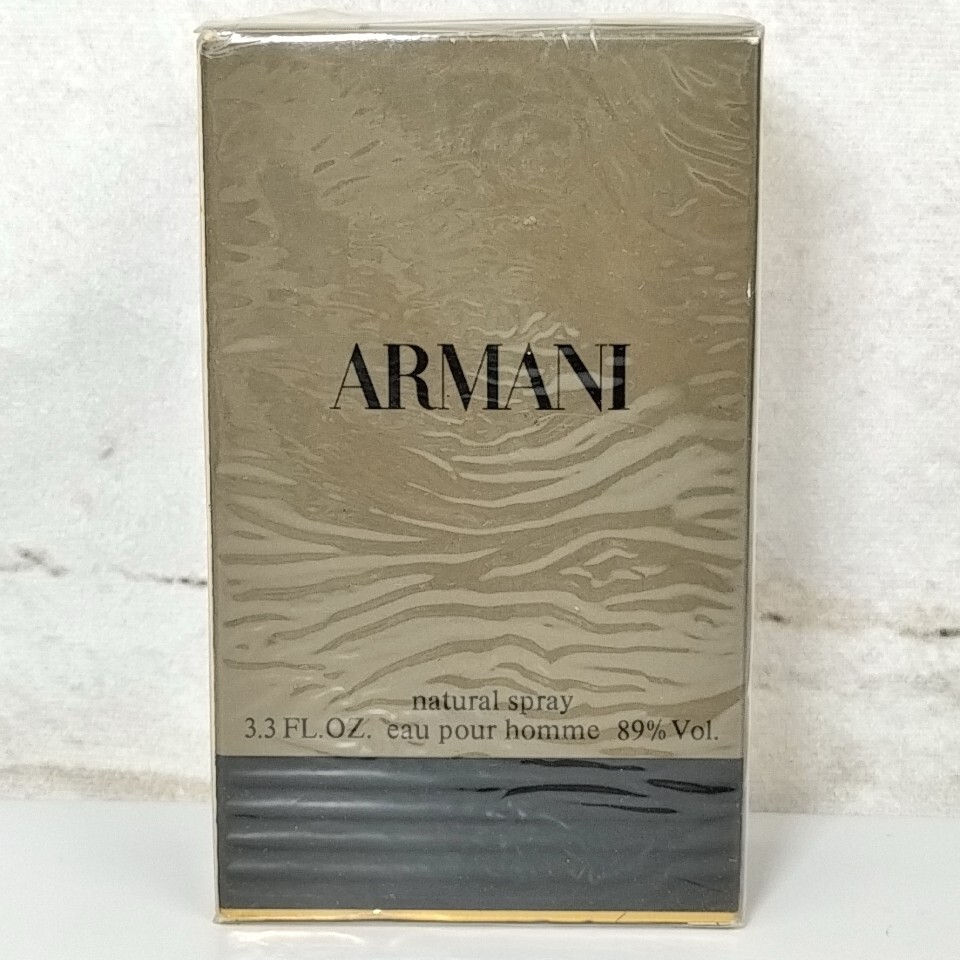 ARMANI
natural spray
3.3 FL.OZ. eau pour homme 89% Vol.